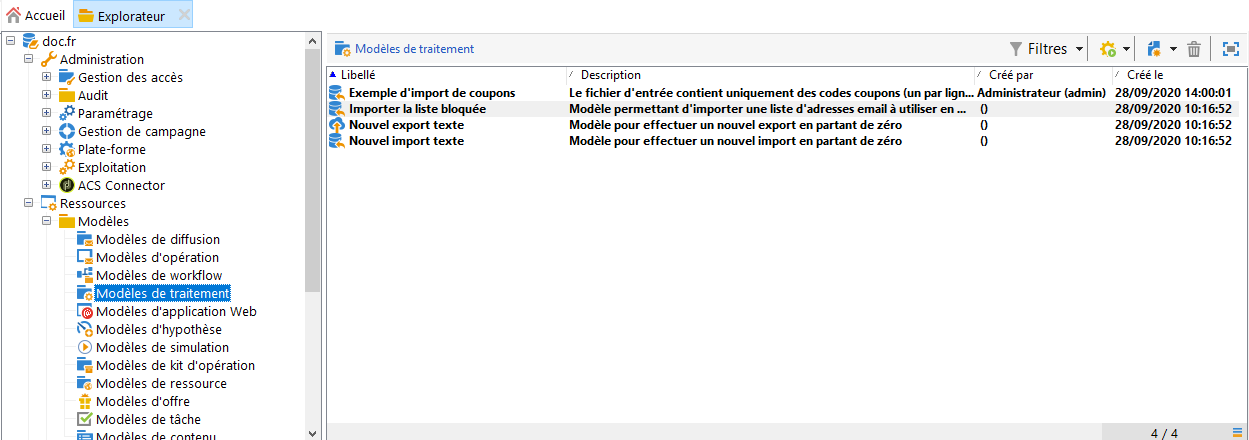 Accueil
Explorateur
doc.fr
Administration
Gestion des accès
Audit
Paramétrage
Gestion de campagne
Plate-forme
Exploitation
ACS Connector
Ressources
Modèles
Modèles de diffusion
Modèles d'opération
Modèles de workflow
Modèles de traitement
Modèles d'application Web
Modèles d'hypothèse
Modèles de simulation
Modèles de kit d'opération
Modèles de ressource
Modèles d'offre
Modèles de tâche
Modèles de contenu
Modèles de traitement
Filtres
Libellé Description Créé par Créé le
Exemple d'import de coupons Le fichier d'entrée contient uniquement des codes coupons (un par lign... Administrateur (admin) 28/09/2020 14:00:01
Importer la liste bloquée Modèle permettant d'importer une liste d'adresses email à utiliser en ... () 28/09/2020 10:16:52
Nouvel export texte Modèle pour effectuer un nouvel export en partant de zéro () 28/09/2020 10:16:52
Nouvel import texte Modèle pour effectuer un nouvel import en partant de zéro () 28/09/2020 10:16:52
4 / 4